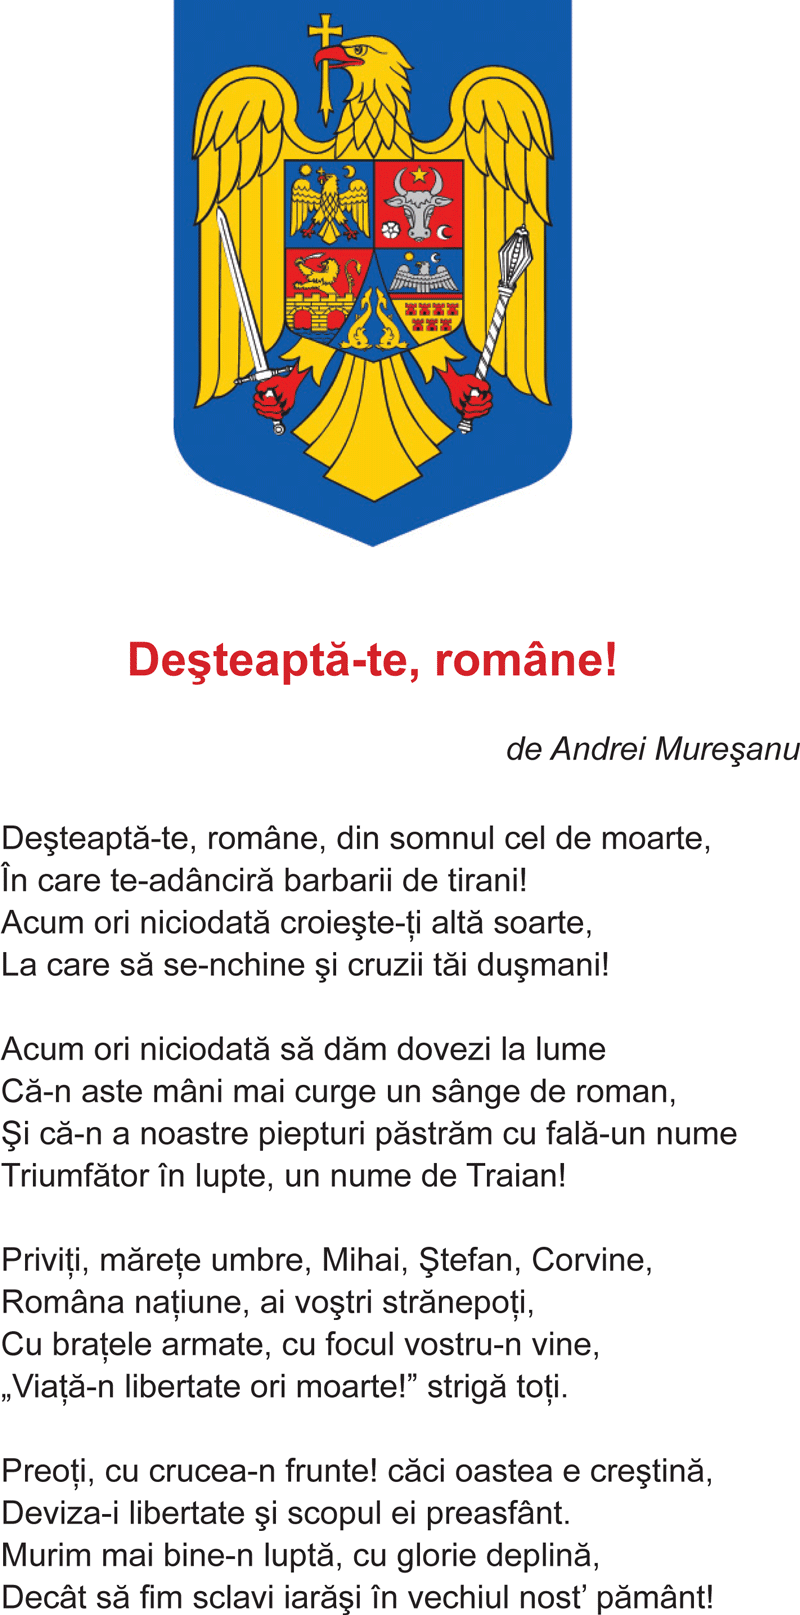 Deşteaptă-te, române!
de Andrei Mureşanu
Deşteaptă-te, române, din somnul cel de moarte,
În care te-adânciră barbarii de tirani!
Acum ori niciodată croieşte-ți altă soarte,
La care să se-nchine şi cruzii tăi duşmani!
Acum ori niciodată să dăm dovezi la lume
Că-n aste mâni mai curge un sânge de roman,
Şi că-n a noastre piepturi păstrăm cu fală-un nume
Triumfător în lupte, un nume de Traian!
Priviți, mărețe umbre, Mihai, Ştefan, Corvine,
Româna națiune, ai voştri strănepoți,
Cu brațele armate, cu focul vostru-n vine,
„Viață-n libertate ori moarte!” strigă toți.
Preoți, cu crucea-n frunte! căci oastea e creştină,
Deviza-i libertate şi scopul ei preasfânt.
Murim mai bine-n luptă, cu glorie deplină,
Decât să fim sclavi iarăşi în vechiul nost’ pământ!